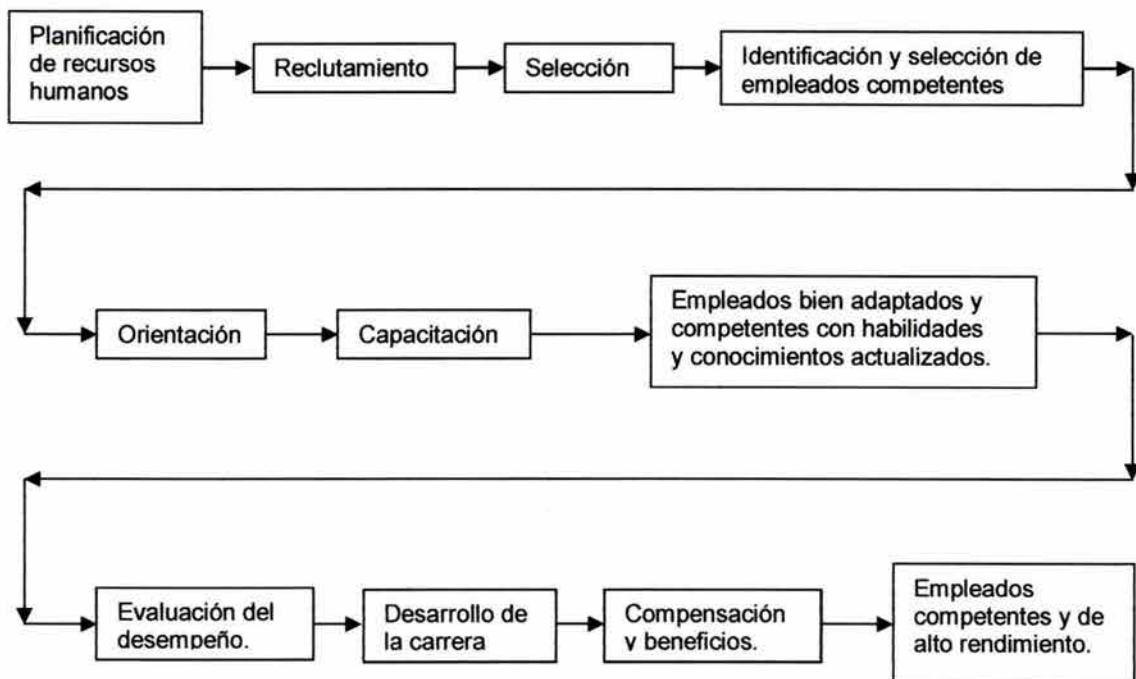 Planificación
de recursos
humanos
Reclutamiento
Selección
Identificación y selección de
empleados competentes
Orientación
Capacitación
Empleados bien adaptados y
competentes con habilidades
y conocimientos actualizados.
Evaluación del
desempeño.
Desarrollo de
la carrera
Compensación
y beneficios.
Empleados
competentes y de
alto rendimiento.